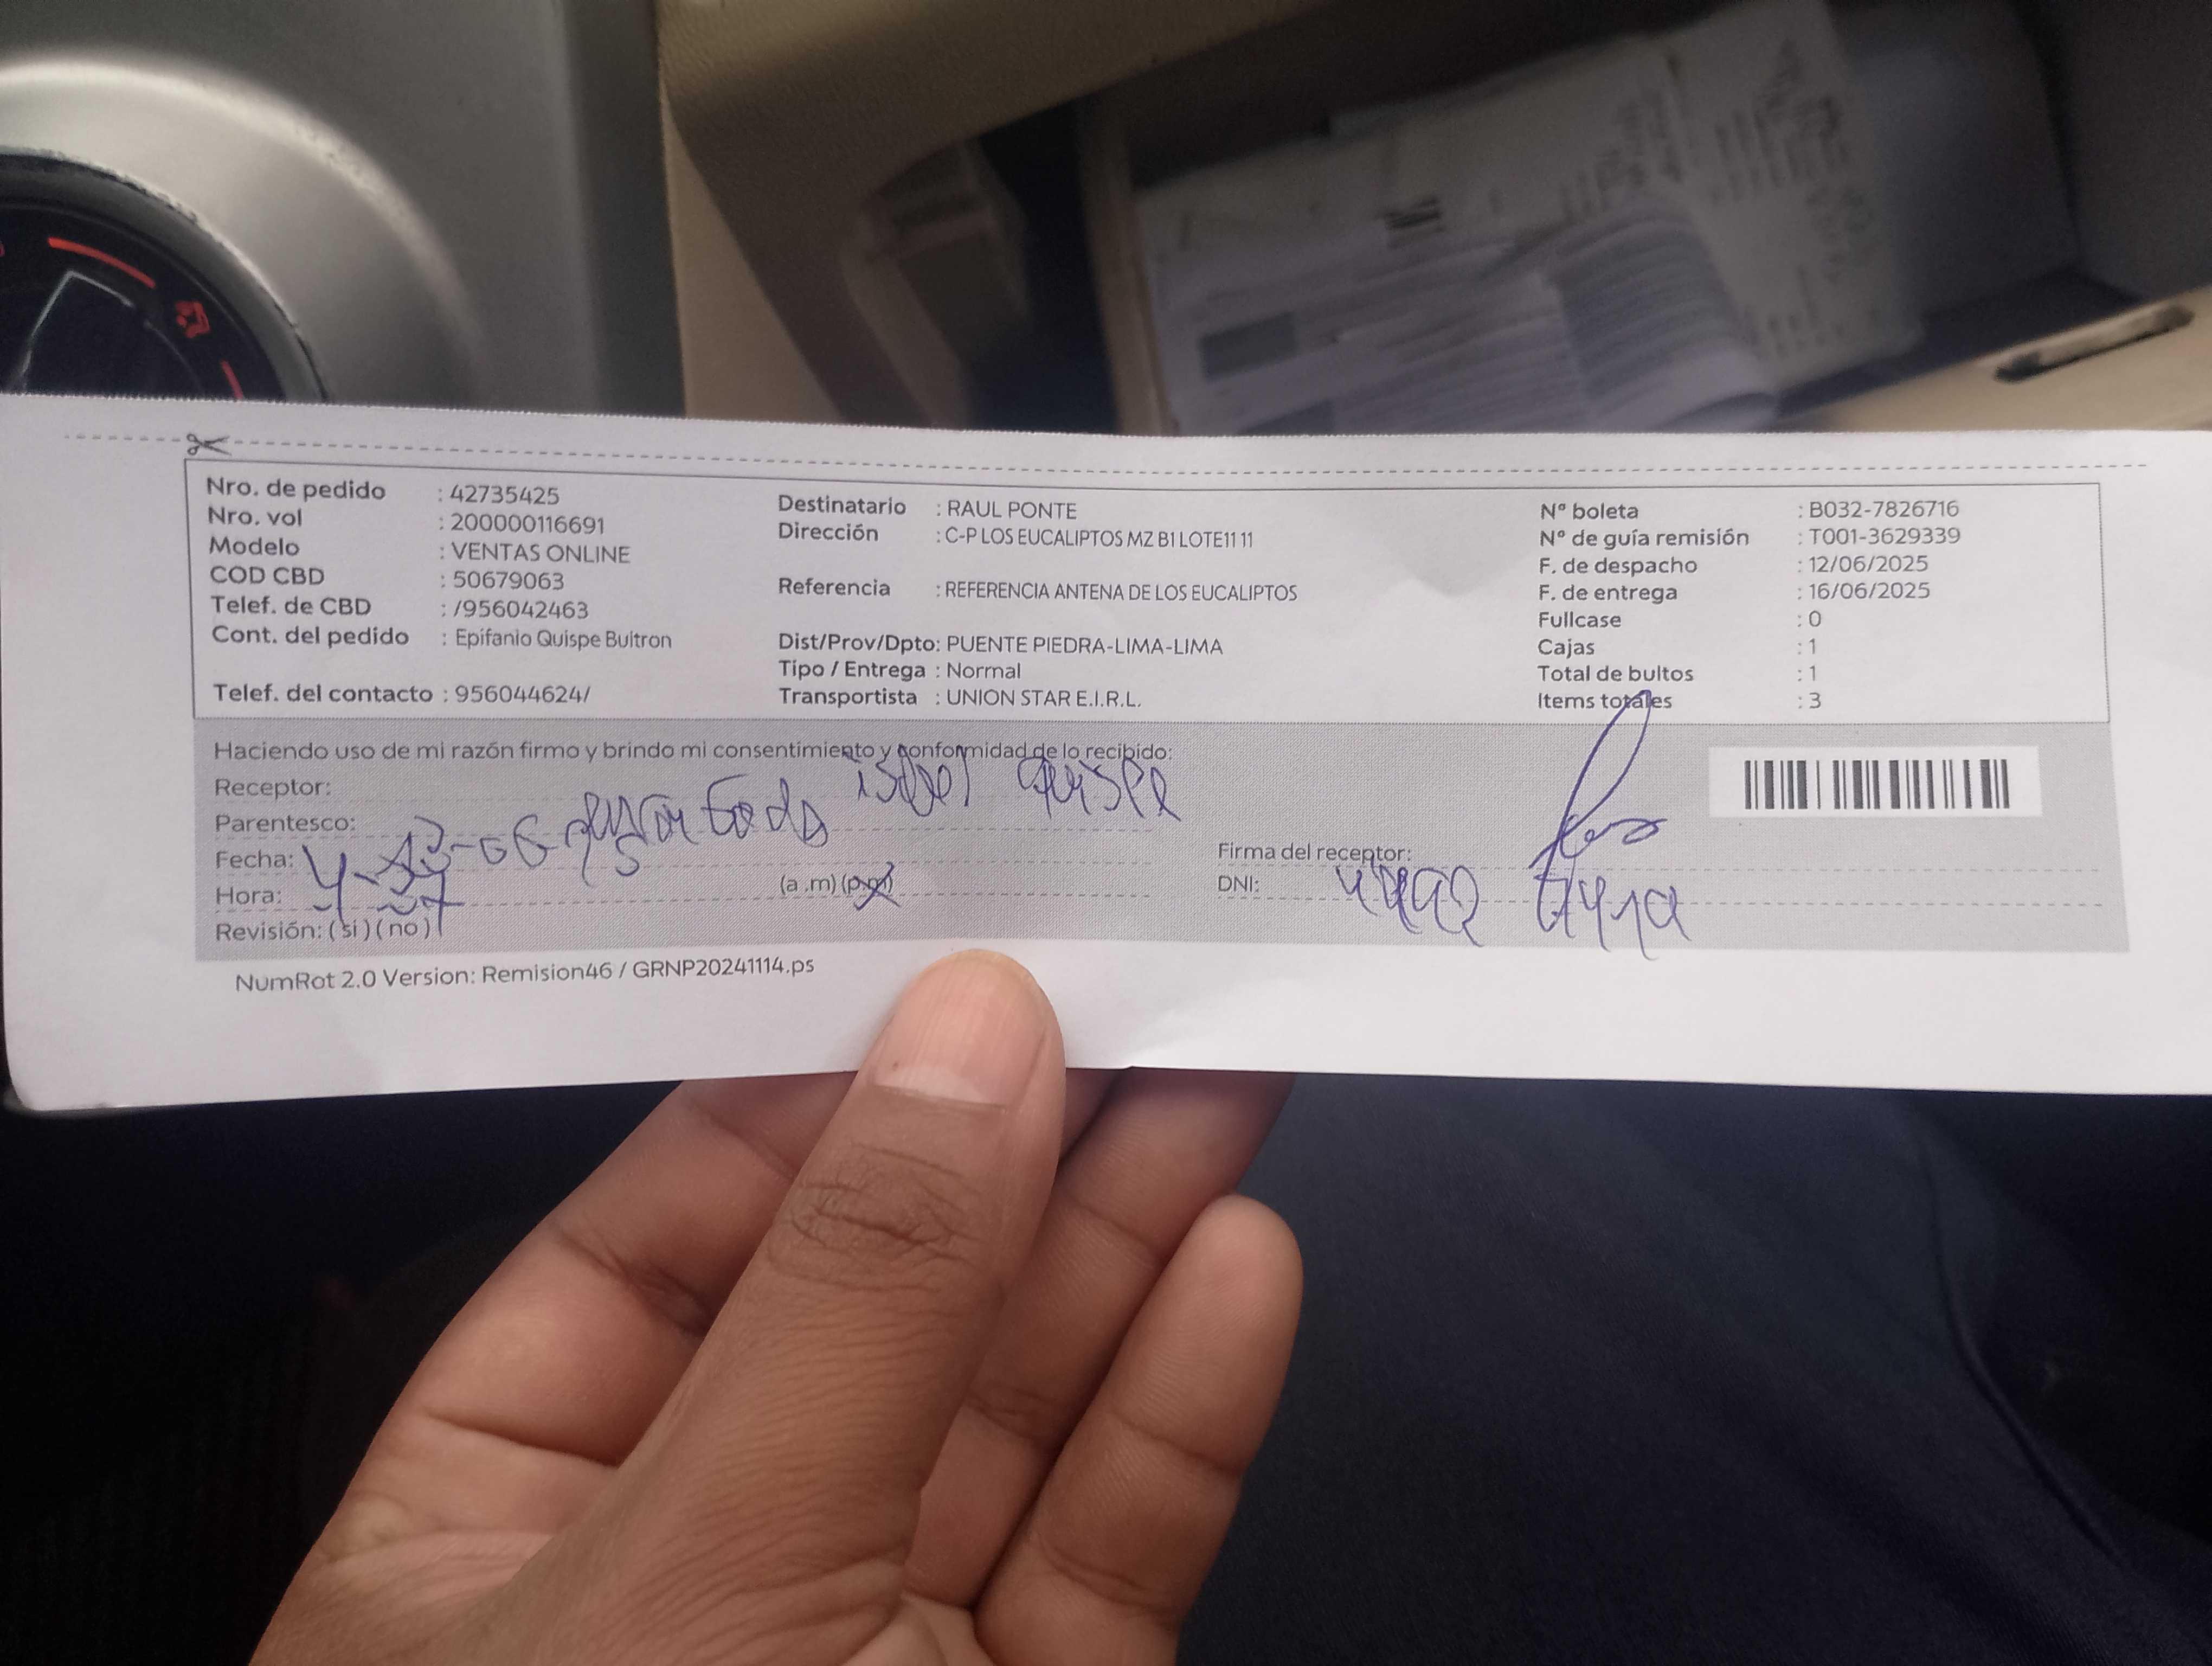 Nro. de pedido : 42735425
Nro. vol : 200000116691
Modelo : VENTAS ONLINE
COD CBD : 50679063
Telef. de CBD : /956042463
Cont. del pedido : Epifanio Quispe Buitron
Telef. del contacto : 956044624/
Destinatario : RAUL PONTE
Dirección : C-P LOS EUCALIPTOS MZ B1 LOTE11 11
Referencia : REFERENCIA ANTENA DE LOS EUCALIPTOS
Dist/Prov/Dpto: PUENTE PIEDRA-LIMA-LIMA
Tipo / Entrega : Normal
Transportista : UNION STAR E.I.R.L.
N° boleta : B032-7826716
N° de guía remisión : T001-3629339
F. de despacho : 12/06/2025
F. de entrega : 16/06/2025
Fullcase : 0
Cajas : 1
Total de bultos : 1
Items totales : 3
Haciendo uso de mi razón firmo y brindo mi consentimiento y conformidad de lo recibido:
Receptor: quispe
Parentesco:
Fecha:
Hora: (a .m) (p.m)
Revisión: (si) (no)
Firma del receptor:
DNI:
NumRot 2.0 Version: Remision46 / GRNP20241114.ps